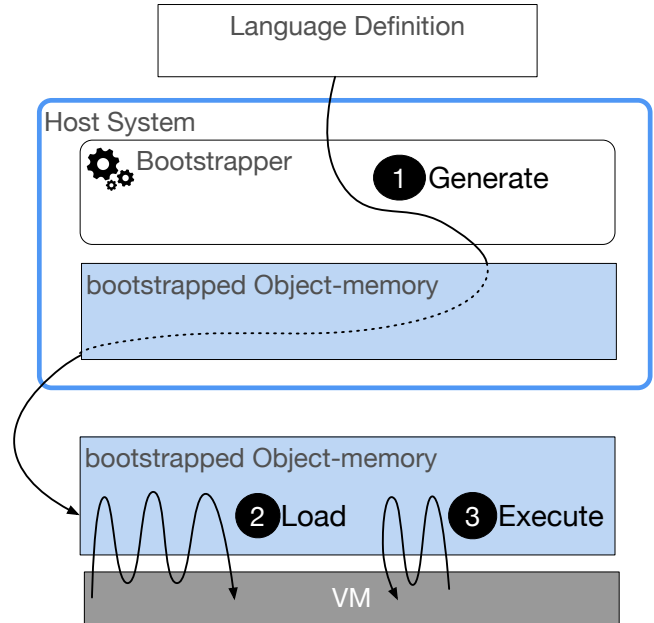 Language Definition
Host System
Bootstrapper
1 Generate
bootstrapped Object-memory
bootstrapped Object-memory
2 Load
3 Execute
VM